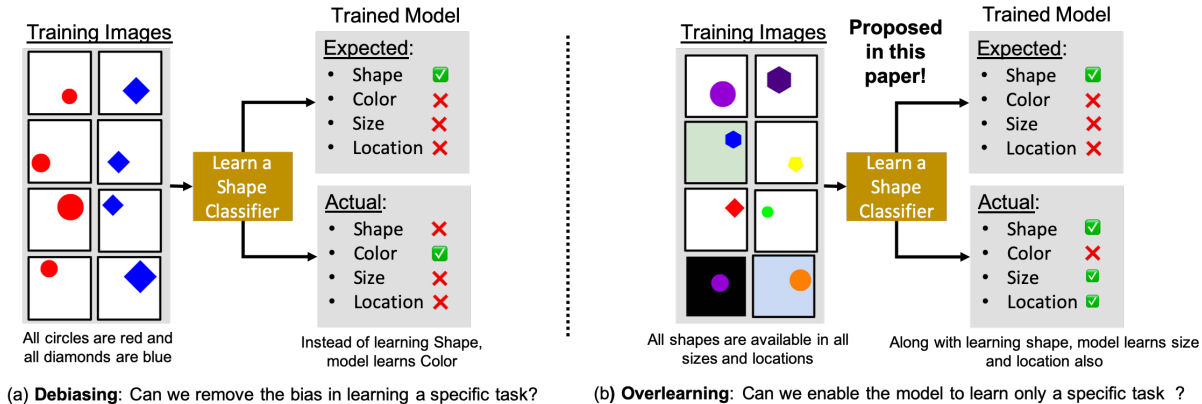 Training Images
Trained Model
Expected:
• Shape ✅
• Color ❌
• Size ❌
• Location ❌
Learn a
Shape
Classifier
Actual:
• Shape ❌
• Color ✅
• Size ❌
• Location ❌
All circles are red and
all diamonds are blue
Instead of learning Shape,
model learns Color
(a) Debiasing: Can we remove the bias in learning a specific task?
Training Images
Proposed
in this
paper!
Trained Model
Expected:
• Shape ✅
• Color ❌
• Size ❌
• Location ❌
Learn a
Shape
Classifier
Actual:
• Shape ✅
• Color ❌
• Size ✅
• Location ✅
All shapes are available in all
sizes and locations
Along with learning shape, model learns size
and location also
(b) Overlearning: Can we enable the model to learn only a specific task ?